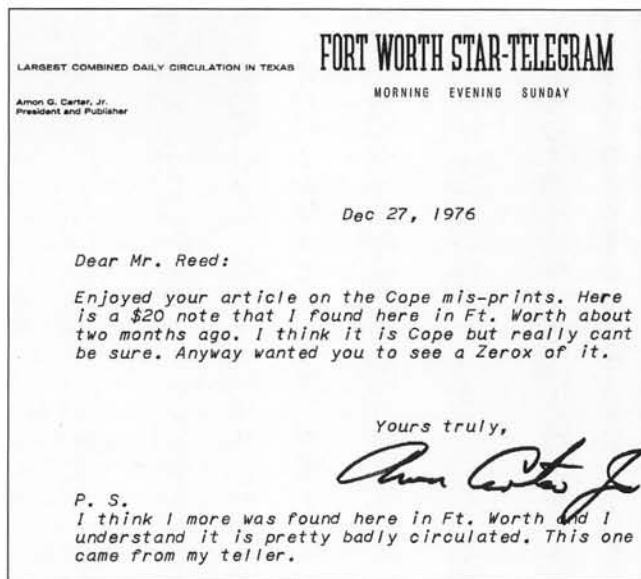 FORT WORTH STAR-TELEGRAM
LARGEST COMBINED DAILY CIRCULATION IN TEXAS
MORNING EVENING SUNDAY
Amon G. Carter, Jr.
President and Publisher
Dec 27, 1976
Dear Mr. Reed:
Enjoyed your article on the Cope mis-prints. Here
is a $20 note that I found here in Ft. Worth about
two months ago. I think it is Cope but really cant
be sure. Anyway wanted you to see a Zerox of it.
Yours truly,
Amon Carter Jr
P. S.
I think I more was found here in Ft. Worth and I
understand it is pretty badly circulated. This one
came from my teller.